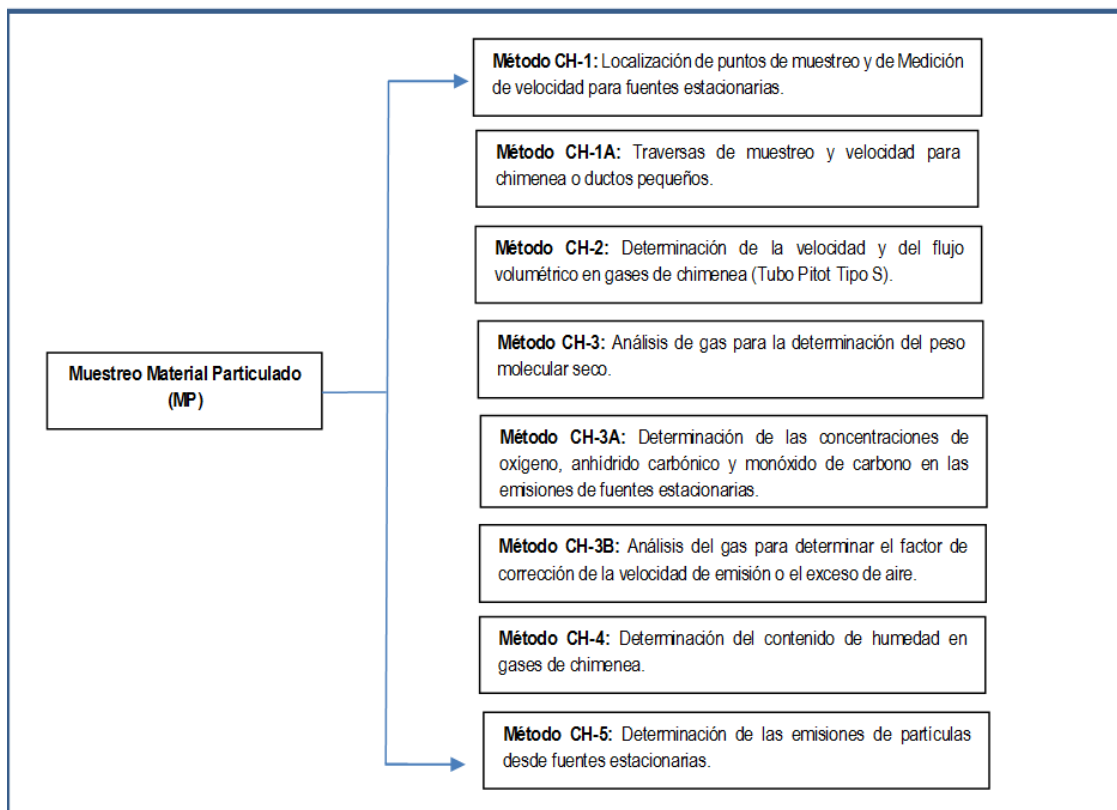 Método CH-1: Localización de puntos de muestreo y de Medición
de velocidad para fuentes estacionarias.
Método CH-1A: Traversas de muestreo y velocidad para
chimenea o ductos pequeños.
Método CH-2: Determinación de la velocidad y del flujo
volumétrico en gases de chimenea (Tubo Pitot Tipo S).
Muestreo Material Particulado
(MP)
Método CH-3: Análisis de gas para la determinación del peso
molecular seco.
Método CH-3A: Determinación de las concentraciones de
oxígeno, anhídrido carbónico y monóxido de carbono en las
emisiones de fuentes estacionarias.
Método CH-3B: Análisis del gas para determinar el factor de
corrección de la velocidad de emisión o el exceso de aire.
Método CH-4: Determinación del contenido de humedad en
gases de chimenea.
Método CH-5: Determinación de las emisiones de partículas
desde fuentes estacionarias.